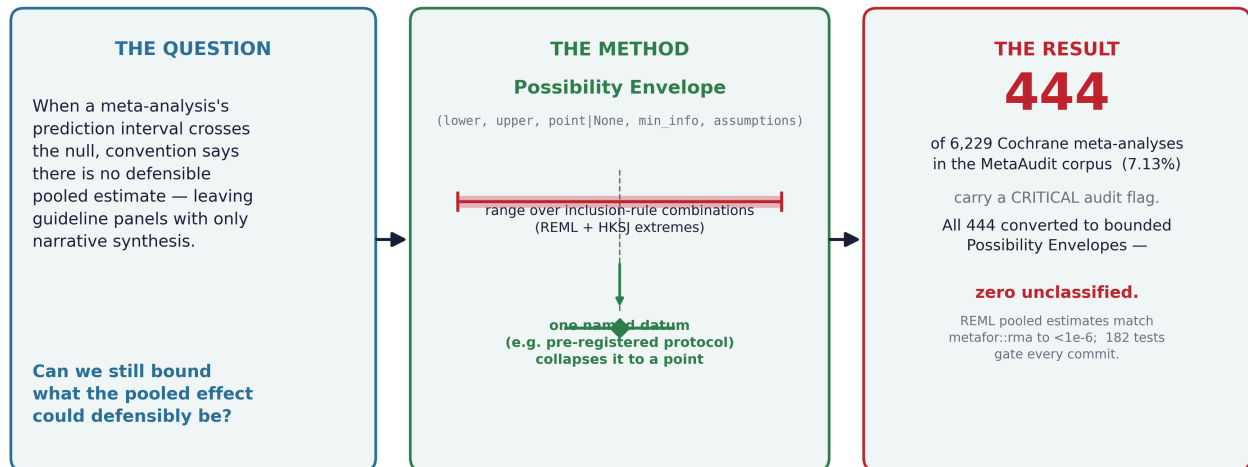 THE QUESTION
When a meta-analysis's
prediction interval crosses
the null, convention says
there is no defensible
pooled estimate — leaving
guideline panels with only
narrative synthesis.
Can we still bound
what the pooled effect
could defensibly be?
THE METHOD
Possibility Envelope
(lower, upper, point|None, min_info, assumptions)
range over inclusion-rule combinations
(REML + HKSJ extremes)
one named datum
(e.g. pre-registered protocol)
collapses it to a point
THE RESULT
444
of 6,229 Cochrane meta-analyses
in the MetaAudit corpus (7.13%)
carry a CRITICAL audit flag.
All 444 converted to bounded
Possibility Envelopes —
zero unclassified.
REML pooled estimates match
metafor::rma to <1e-6; 182 tests
gate every commit.